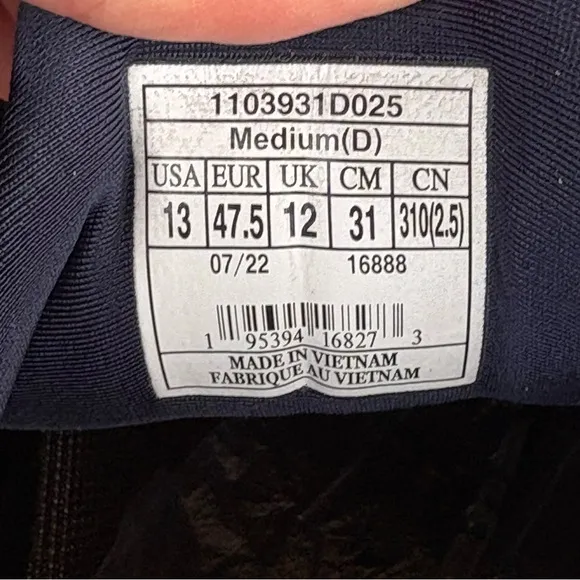 1103931D025
Medium(D)
USA EUR UK CM CN
13 47.5 12 31 310(2.5)
07/22 16888
1 95394 16827 3
MADE IN VIETNAM
FABRIQUE AU VIETNAM